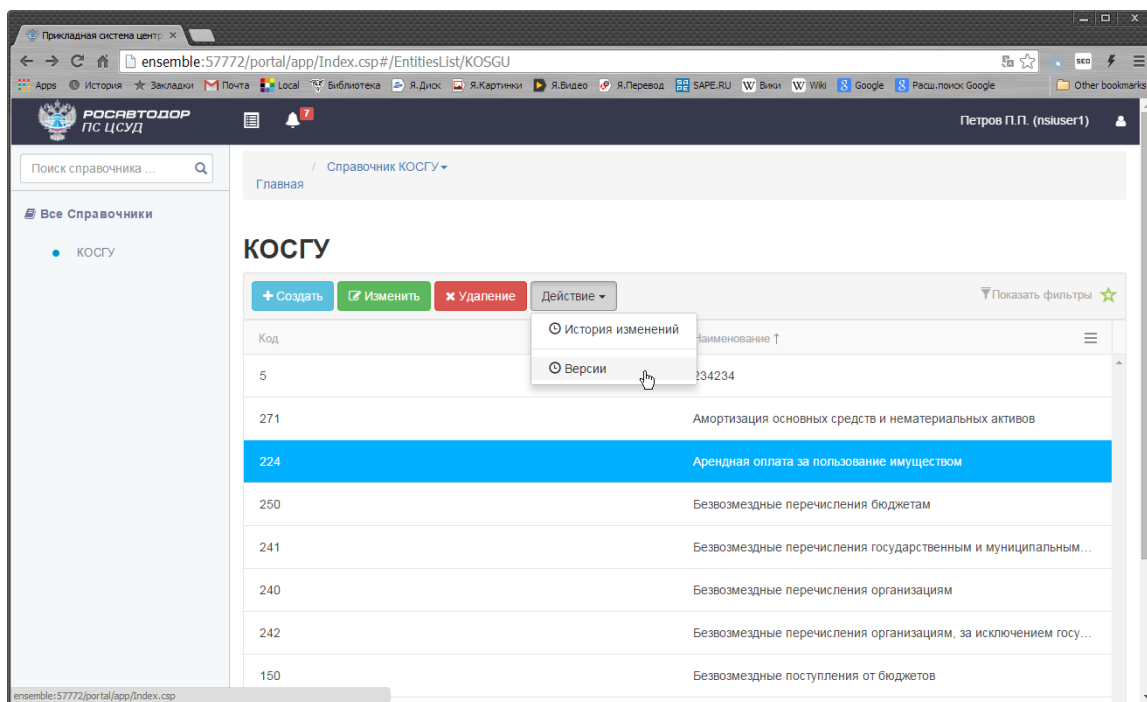 Прикладная система центр
ensemble:57772/portal/app/Index.csp#/EntitiesList/KOSGU
SEO
Apps История Закладки Почта Local Библиотека Я.Диск Я.Картинки Я.Видео Я.Перевод SAPE.RU W Вики W Wiki 8 Google 8 Расш.поиск Google Other bookmarks
РОСАВТОДОР
ПС ЦСУД
7
Петров П.П. (nsiuser1)
Поиск справочника ...
/ Справочник КОСГУ
Главная
Все Справочники
КОСГУ
КОСГУ
Создать Изменить Удаление Действие Показать фильтры
История изменений
Версии
Код Наименование ↑
5 234234
271 Амортизация основных средств и нематериальных активов
224 Арендная оплата за пользование имуществом
250 Безвозмездные перечисления бюджетам
241 Безвозмездные перечисления государственным и муниципальным...
240 Безвозмездные перечисления организациям
242 Безвозмездные перечисления организациям, за исключением госу...
150 Безвозмездные поступления от бюджетов
ensemble:57772/portal/app/Index.csp